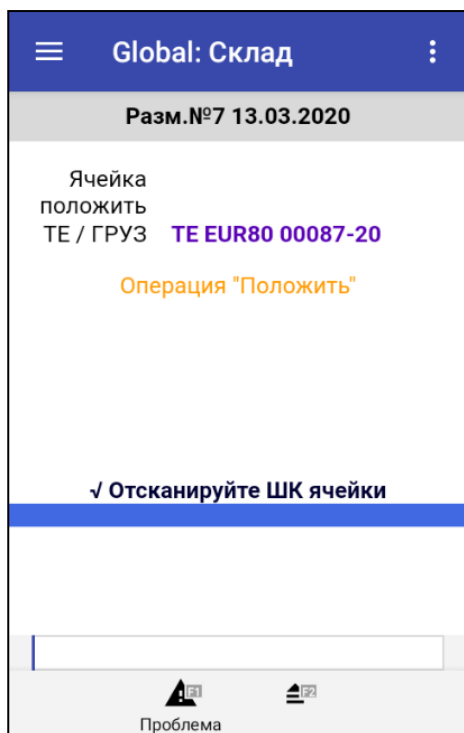 Global: Склад
Разм.№7 13.03.2020
Ячейка
положить
ТЕ / ГРУЗ ТЕ EUR80 00087-20
Операция "Положить"
√ Отсканируйте ШК ячейки
F1 F2
Проблема